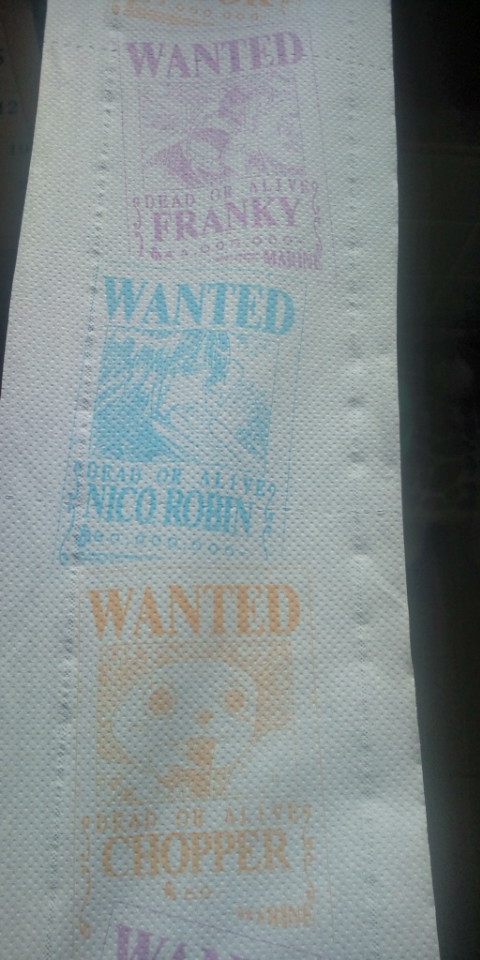 WANTED
DEAD OR ALIVE
FRANKY
MARINE
WANTED
DEAD OR ALIVE
NICO ROBIN
WANTED
DEAD OR ALIVE
CHOPPER
MARINE